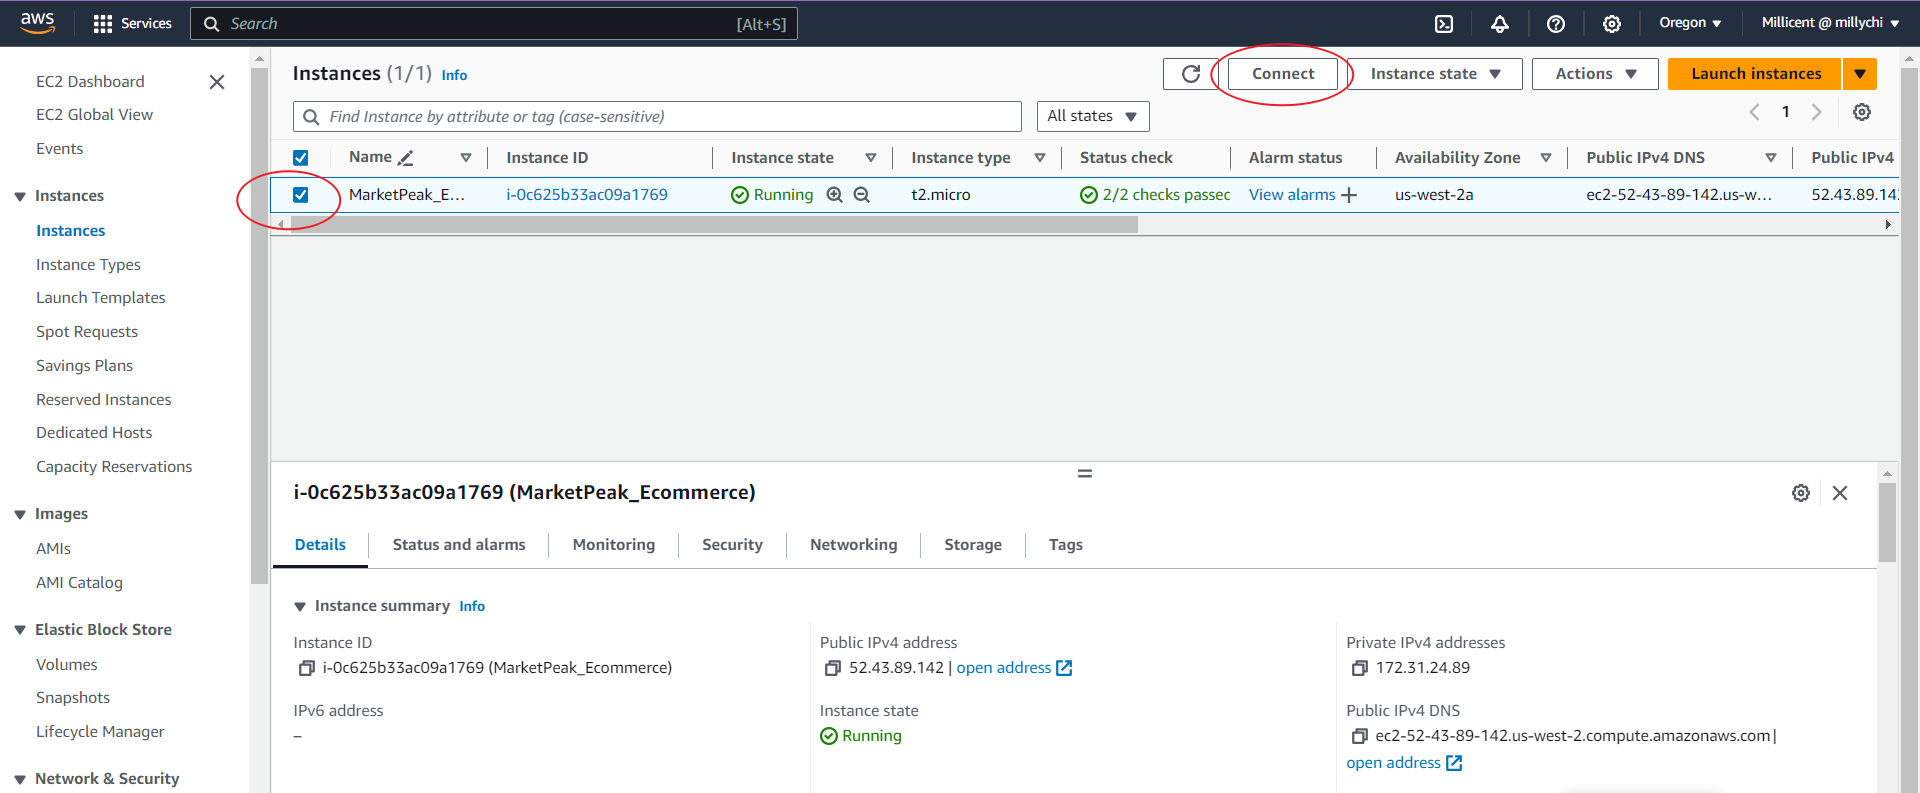 aws Services Search [Alt+S] Oregon Millicent @ millychi
EC2 Dashboard
EC2 Global View
Events
Instances
Instances
Instance Types
Launch Templates
Spot Requests
Savings Plans
Reserved Instances
Dedicated Hosts
Capacity Reservations
Images
AMIs
AMI Catalog
Elastic Block Store
Volumes
Snapshots
Lifecycle Manager
Network & Security
Instances (1/1) Info Connect Instance state Actions Launch instances
Find Instance by attribute or tag (case-sensitive) All states 1
Name Instance ID Instance state Instance type Status check Alarm status Availability Zone Public IPv4 DNS Public IPv4
MarketPeak_E... i-0c625b33ac09a1769 Running t2.micro 2/2 checks passec View alarms + us-west-2a ec2-52-43-89-142.us-w... 52.43.89.14
i-0c625b33ac09a1769 (MarketPeak_Ecommerce)
Details Status and alarms Monitoring Security Networking Storage Tags
Instance summary Info
Instance ID Public IPv4 address Private IPv4 addresses
i-0c625b33ac09a1769 (MarketPeak_Ecommerce) 52.43.89.142 | open address 172.31.24.89
IPv6 address Instance state Public IPv4 DNS
– Running ec2-52-43-89-142.us-west-2.compute.amazonaws.com |
open address